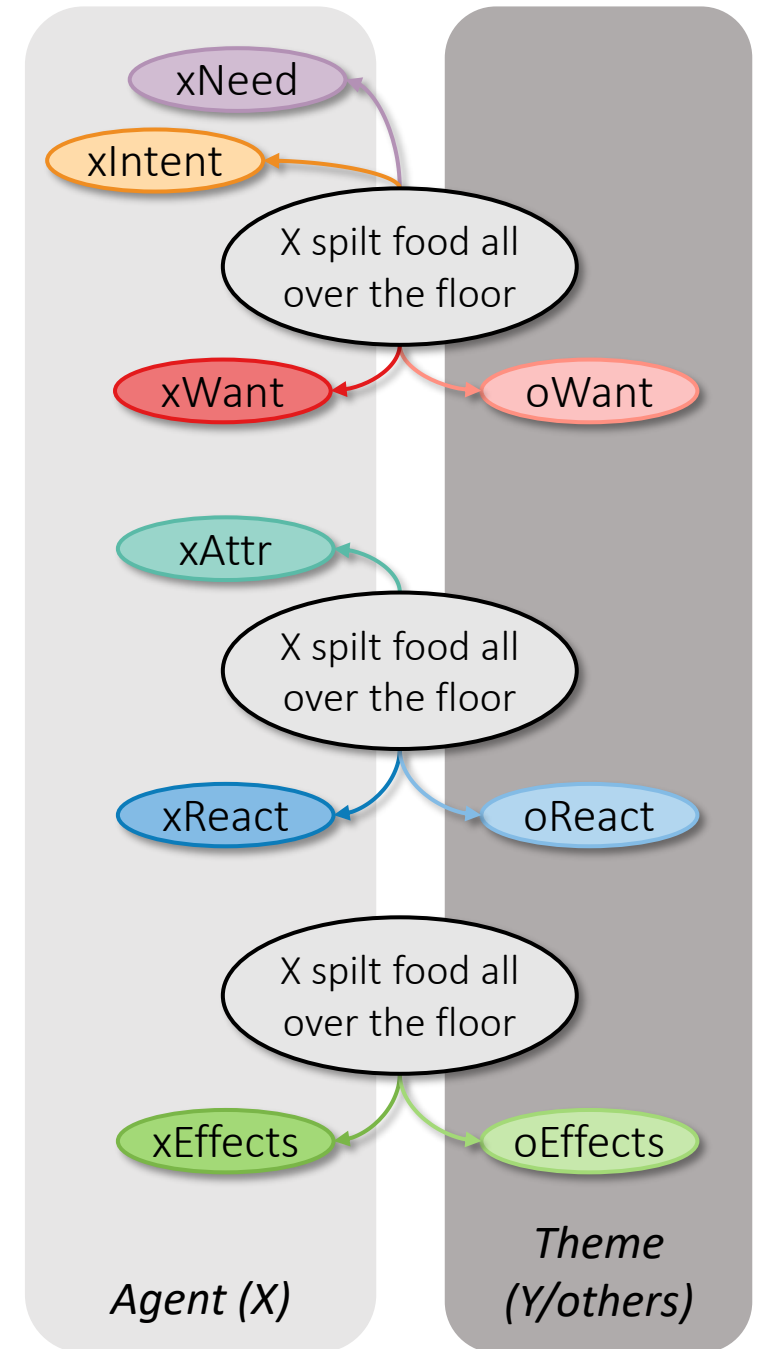 xNeed
xIntent
X spilt food all
over the floor
xWant
oWant
xAttr
X spilt food all
over the floor
xReact
oReact
X spilt food all
over the floor
xEffects
oEffects
Agent (X)
Theme
(Y/others)